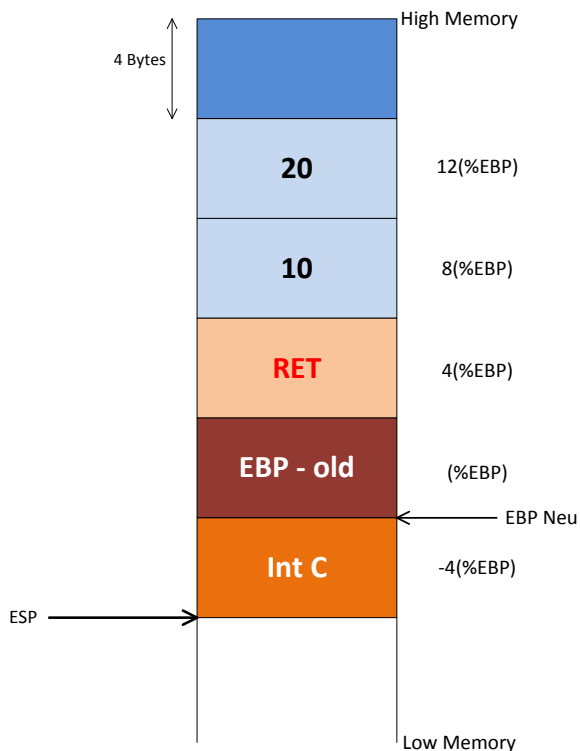 High Memory
4 Bytes
20
12(%EBP)
10
8(%EBP)
RET
4(%EBP)
EBP - old
(%EBP)
EBP Neu
Int C
-4(%EBP)
ESP
Low Memory